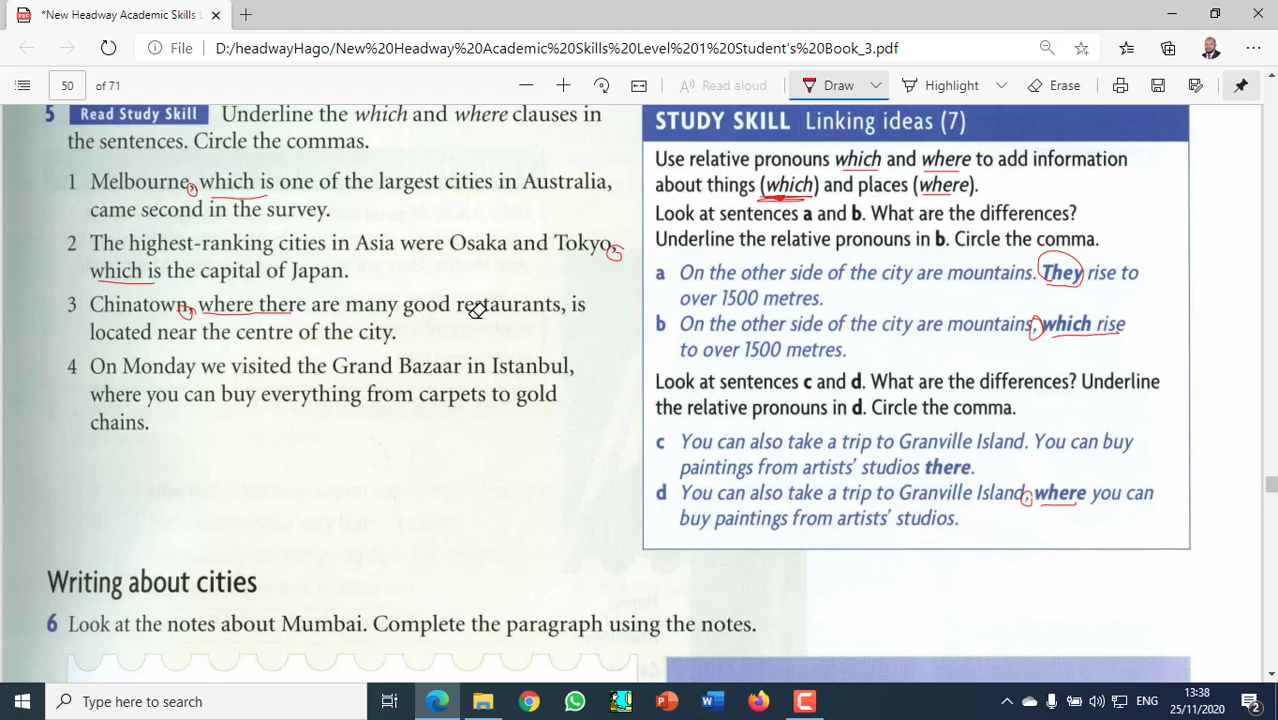 *New Headway Academic Skills L
File
D:/headwayHago/New%20Headway%20Academic%20Skills%20Level%201%20Student's%20Book_3.pdf
50 of 71
Read aloud
Draw
Highlight
Erase
5 Read Study Skill Underline the which and where clauses in
the sentences. Circle the commas.
1 Melbourne, which is one of the largest cities in Australia,
came second in the survey.
2 The highest-ranking cities in Asia were Osaka and Tokyo,
which is the capital of Japan.
3 Chinatown, where there are many good restaurants, is
located near the centre of the city.
4 On Monday we visited the Grand Bazaar in Istanbul,
where you can buy everything from carpets to gold
chains.
STUDY SKILL Linking ideas (7)
Use relative pronouns which and where to add information
about things (which) and places (where).
Look at sentences a and b. What are the differences?
Underline the relative pronouns in b. Circle the comma.
a On the other side of the city are mountains. They rise to
over 1500 metres.
b On the other side of the city are mountains, which rise
to over 1500 metres.
Look at sentences c and d. What are the differences? Underline
the relative pronouns in d. Circle the comma.
c You can also take a trip to Granville Island. You can buy
paintings from artists' studios there.
d You can also take a trip to Granville Island, where you can
buy paintings from artists' studios.
Writing about cities
6 Look at the notes about Mumbai. Complete the paragraph using the notes.
Type here to search
ENG
13:38
25/11/2020
2